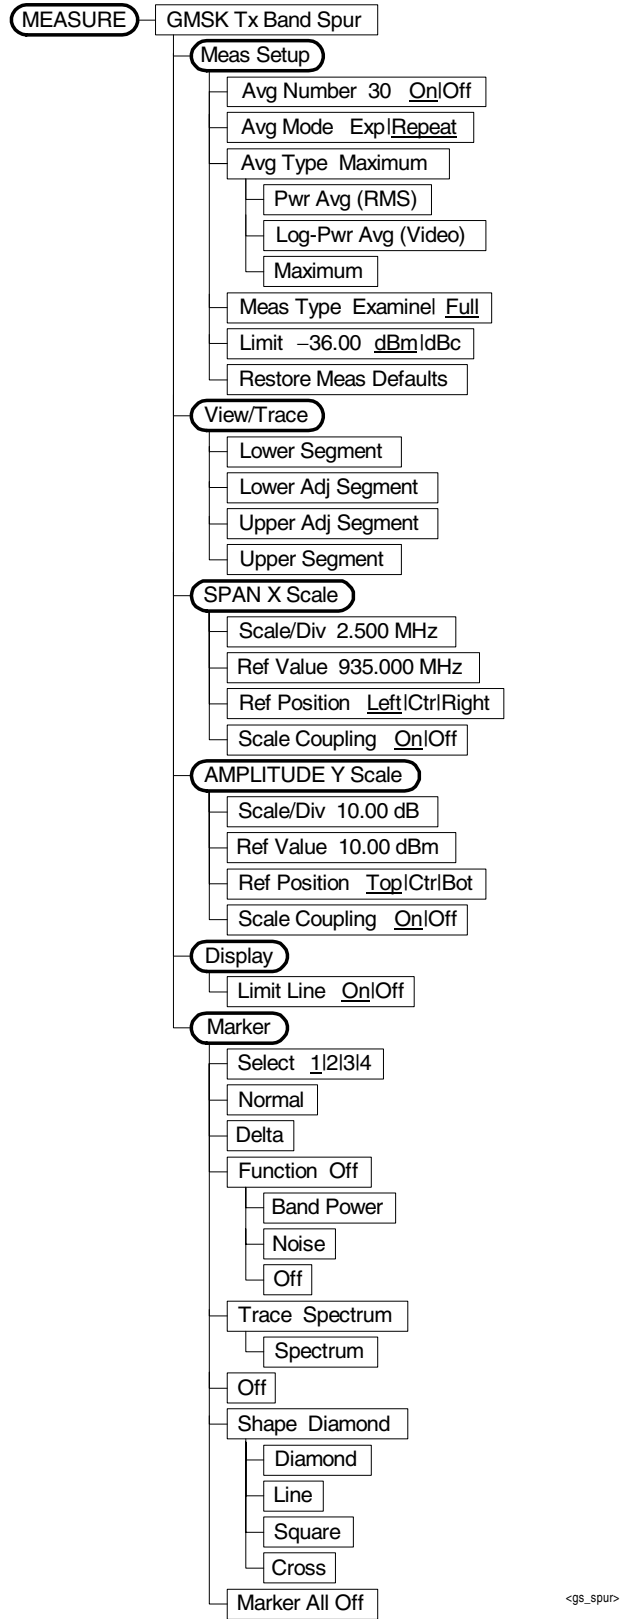 MEASURE GMSK Tx Band Spur
Meas Setup
Avg Number 30 On|Off
Avg Mode Exp|Repeat
Avg Type Maximum
Pwr Avg (RMS)
Log-Pwr Avg (Video)
Maximum
Meas Type Examine| Full
Limit −36.00 dBm|dBc
Restore Meas Defaults
View/Trace
Lower Segment
Lower Adj Segment
Upper Adj Segment
Upper Segment
SPAN X Scale
Scale/Div 2.500 MHz
Ref Value 935.000 MHz
Ref Position Left|Ctr|Right
Scale Coupling On|Off
AMPLITUDE Y Scale
Scale/Div 10.00 dB
Ref Value 10.00 dBm
Ref Position Top|Ctr|Bot
Scale Coupling On|Off
Display
Limit Line On|Off
Marker
Select 1|2|3|4
Normal
Delta
Function Off
Band Power
Noise
Off
Trace Spectrum
Spectrum
Off
Shape Diamond
Diamond
Line
Square
Cross
Marker All Off
<gs_spur>